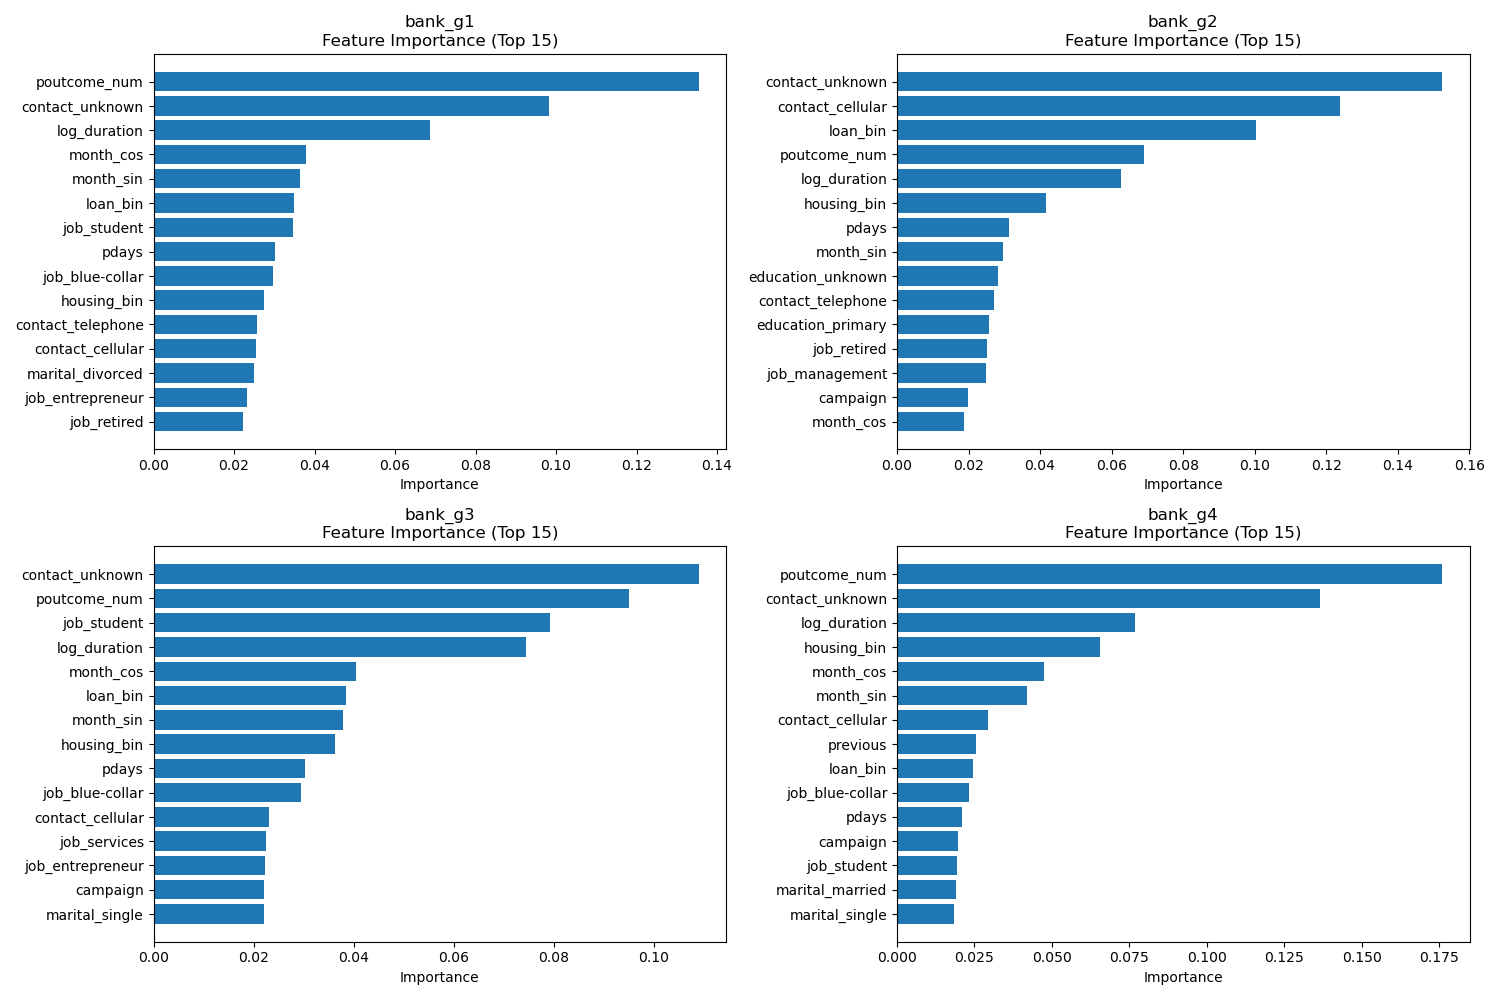 bank_g1
Feature Importance (Top 15)
poutcome_num
contact_unknown
log_duration
month_cos
month_sin
loan_bin
job_student
pdays
job_blue-collar
housing_bin
contact_telephone
contact_cellular
marital_divorced
job_entrepreneur
job_retired
0.00 0.02 0.04 0.06 0.08 0.10 0.12 0.14
Importance
bank_g2
Feature Importance (Top 15)
contact_unknown
contact_cellular
loan_bin
poutcome_num
log_duration
housing_bin
pdays
month_sin
education_unknown
contact_telephone
education_primary
job_retired
job_management
campaign
month_cos
0.00 0.02 0.04 0.06 0.08 0.10 0.12 0.14 0.16
Importance
bank_g3
Feature Importance (Top 15)
contact_unknown
poutcome_num
job_student
log_duration
month_cos
loan_bin
month_sin
housing_bin
pdays
job_blue-collar
contact_cellular
job_services
job_entrepreneur
campaign
marital_single
0.00 0.02 0.04 0.06 0.08 0.10
Importance
bank_g4
Feature Importance (Top 15)
poutcome_num
contact_unknown
log_duration
housing_bin
month_cos
month_sin
contact_cellular
previous
loan_bin
job_blue-collar
pdays
campaign
job_student
marital_married
marital_single
0.000 0.025 0.050 0.075 0.100 0.125 0.150 0.175
Importance